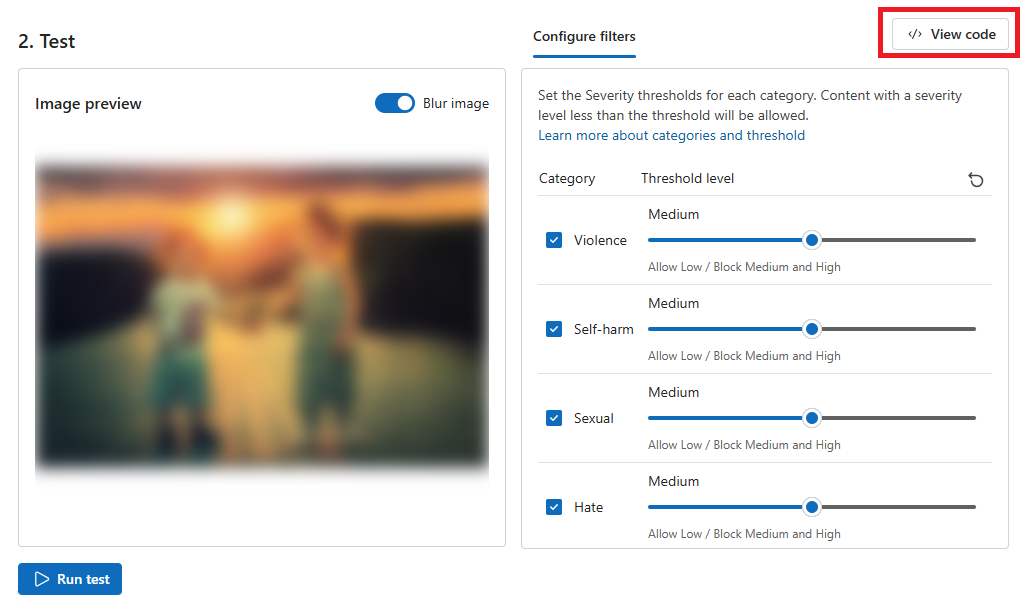 2. Test
Configure filters
</> View code
Image preview
Blur image
Set the Severity thresholds for each category. Content with a severity
level less than the threshold will be allowed.
Learn more about categories and threshold
Category Threshold level
Medium
Violence
Allow Low / Block Medium and High
Medium
Self-harm
Allow Low / Block Medium and High
Medium
Sexual
Allow Low / Block Medium and High
Medium
Hate
Allow Low / Block Medium and High
Run test